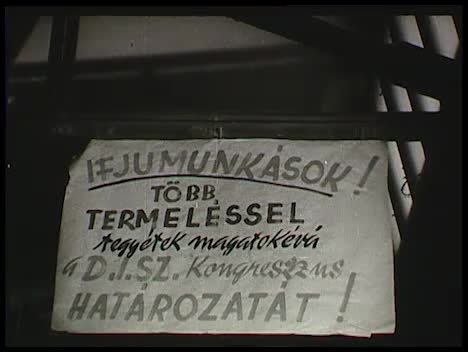 IFJUMUNKÁSOK!
TÖBB
TERMELÉSSEL
tegyétek magatokévá
a D.I.SZ. Kongresszus
HATÁROZATÁT!